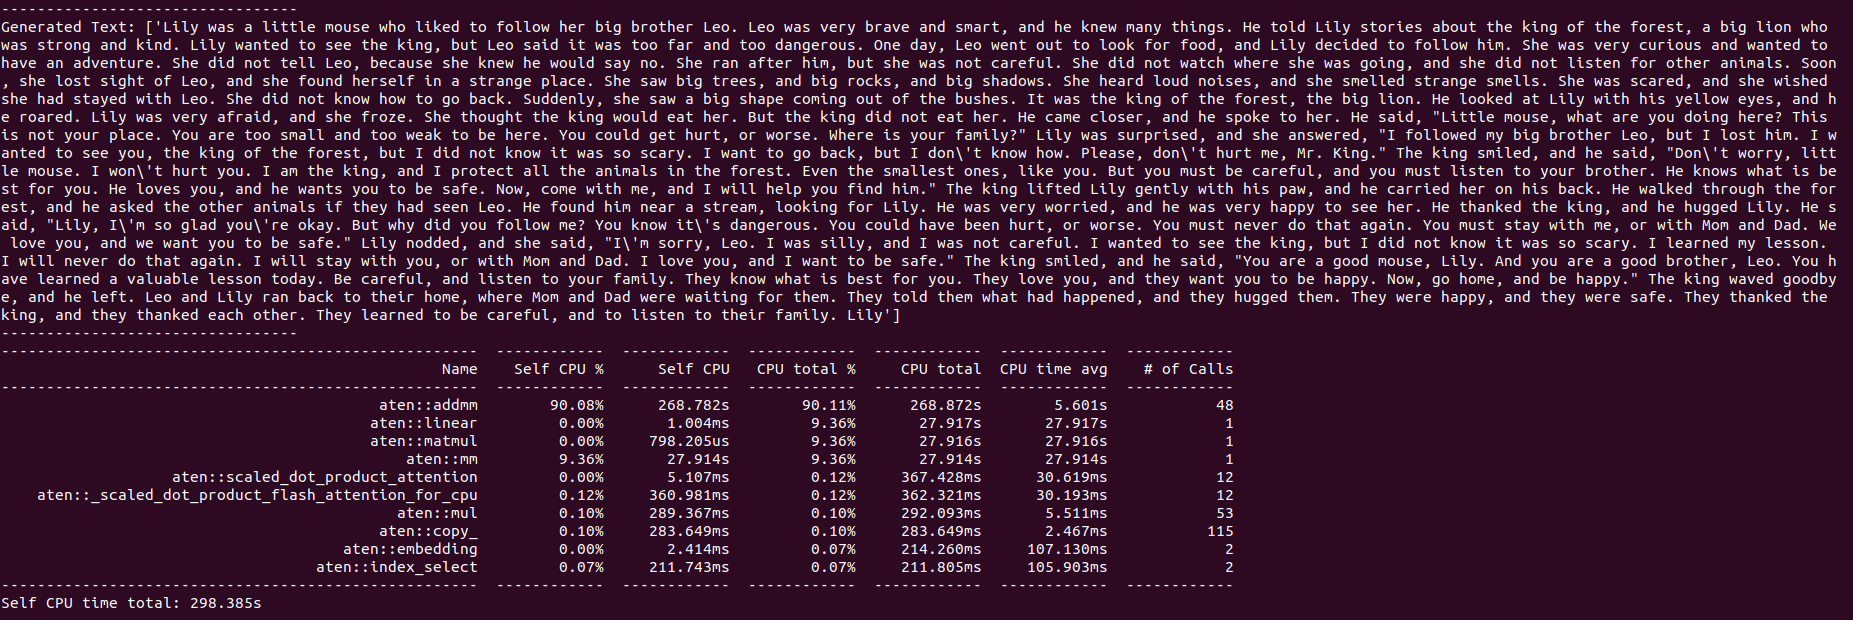 ---------------------------------
Generated Text: ['Lily was a little mouse who liked to follow her big brother Leo. Leo was very brave and smart, and he knew many things. He told Lily stories about the king of the forest, a big lion who
was strong and kind. Lily wanted to see the king, but Leo said it was too far and too dangerous. One day, Leo went out to look for food, and Lily decided to follow him. She was very curious and wanted to
have an adventure. She did not tell Leo, because she knew he would say no. She ran after him, but she was not careful. She did not watch where she was going, and she did not listen for other animals. Soon
, she lost sight of Leo, and she found herself in a strange place. She saw big trees, and big rocks, and big shadows. She heard loud noises, and she smelled strange smells. She was scared, and she wished
she had stayed with Leo. She did not know how to go back. Suddenly, she saw a big shape coming out of the bushes. It was the king of the forest, the big lion. He looked at Lily with his yellow eyes, and h
e roared. Lily was very afraid, and she froze. She thought the king would eat her. But the king did not eat her. He came closer, and he spoke to her. He said, "Little mouse, what are you doing here? This
is not your place. You are too small and too weak to be here. You could get hurt, or worse. Where is your family?" Lily was surprised, and she answered, "I followed my big brother Leo, but I lost him. I w
anted to see you, the king of the forest, but I did not know it was so scary. I want to go back, but I don\'t know how. Please, don\'t hurt me, Mr. King." The king smiled, and he said, "Don\'t worry, litt
le mouse. I won\'t hurt you. I am the king, and I protect all the animals in the forest. Even the smallest ones, like you. But you must be careful, and you must listen to your brother. He knows what is be
st for you. He loves you, and he wants you to be safe. Now, come with me, and I will help you find him." The king lifted Lily gently with his paw, and he carried her on his back. He walked through the for
est, and he asked the other animals if they had seen Leo. He found him near a stream, looking for Lily. He was very worried, and he was very happy to see her. He thanked the king, and he hugged Lily. He s
aid, "Lily, I\'m so glad you\'re okay. But why did you follow me? You know it\'s dangerous. You could have been hurt, or worse. You must never do that again. You must stay with me, or with Mom and Dad. We
 love you, and we want you to be safe." Lily nodded, and she said, "I\'m sorry, Leo. I was silly, and I was not careful. I wanted to see the king, but I did not know it was so scary. I learned my lesson.
I will never do that again. I will stay with you, or with Mom and Dad. I love you, and I want to be safe." The king smiled, and he said, "You are a good mouse, Lily. And you are a good brother, Leo. You h
ave learned a valuable lesson today. Be careful, and listen to your family. They know what is best for you. They love you, and they want you to be happy. Now, go home, and be happy." The king waved goodby
e, and he left. Leo and Lily ran back to their home, where Mom and Dad were waiting for them. They told them what had happened, and they hugged them. They were happy, and they were safe. They thanked the
king, and they thanked each other. They learned to be careful, and to listen to their family. Lily']
---------------------------------
-----------------------------------------------------  ------------  ------------  ------------  ------------  ------------  ------------
Name  Self CPU %  Self CPU  CPU total %  CPU total  CPU time avg  # of Calls
-----------------------------------------------------  ------------  ------------  ------------  ------------  ------------  ------------
aten::addmm  90.08%  268.782s  90.11%  268.872s  5.601s  48
aten::linear  0.00%  1.004ms  9.36%  27.917s  27.917s  1
aten::matmul  0.00%  798.205us  9.36%  27.916s  27.916s  1
aten::mm  9.36%  27.914s  9.36%  27.914s  27.914s  1
aten::scaled_dot_product_attention  0.00%  5.107ms  0.12%  367.428ms  30.619ms  12
aten::_scaled_dot_product_flash_attention_for_cpu  0.12%  360.981ms  0.12%  362.321ms  30.193ms  12
aten::mul  0.10%  289.367ms  0.10%  292.093ms  5.511ms  53
aten::copy_  0.10%  283.649ms  0.10%  283.649ms  2.467ms  115
aten::embedding  0.00%  2.414ms  0.07%  214.260ms  107.130ms  2
aten::index_select  0.07%  211.743ms  0.07%  211.805ms  105.903ms  2
-----------------------------------------------------  ------------  ------------  ------------  ------------  ------------  ------------
Self CPU time total: 298.385s